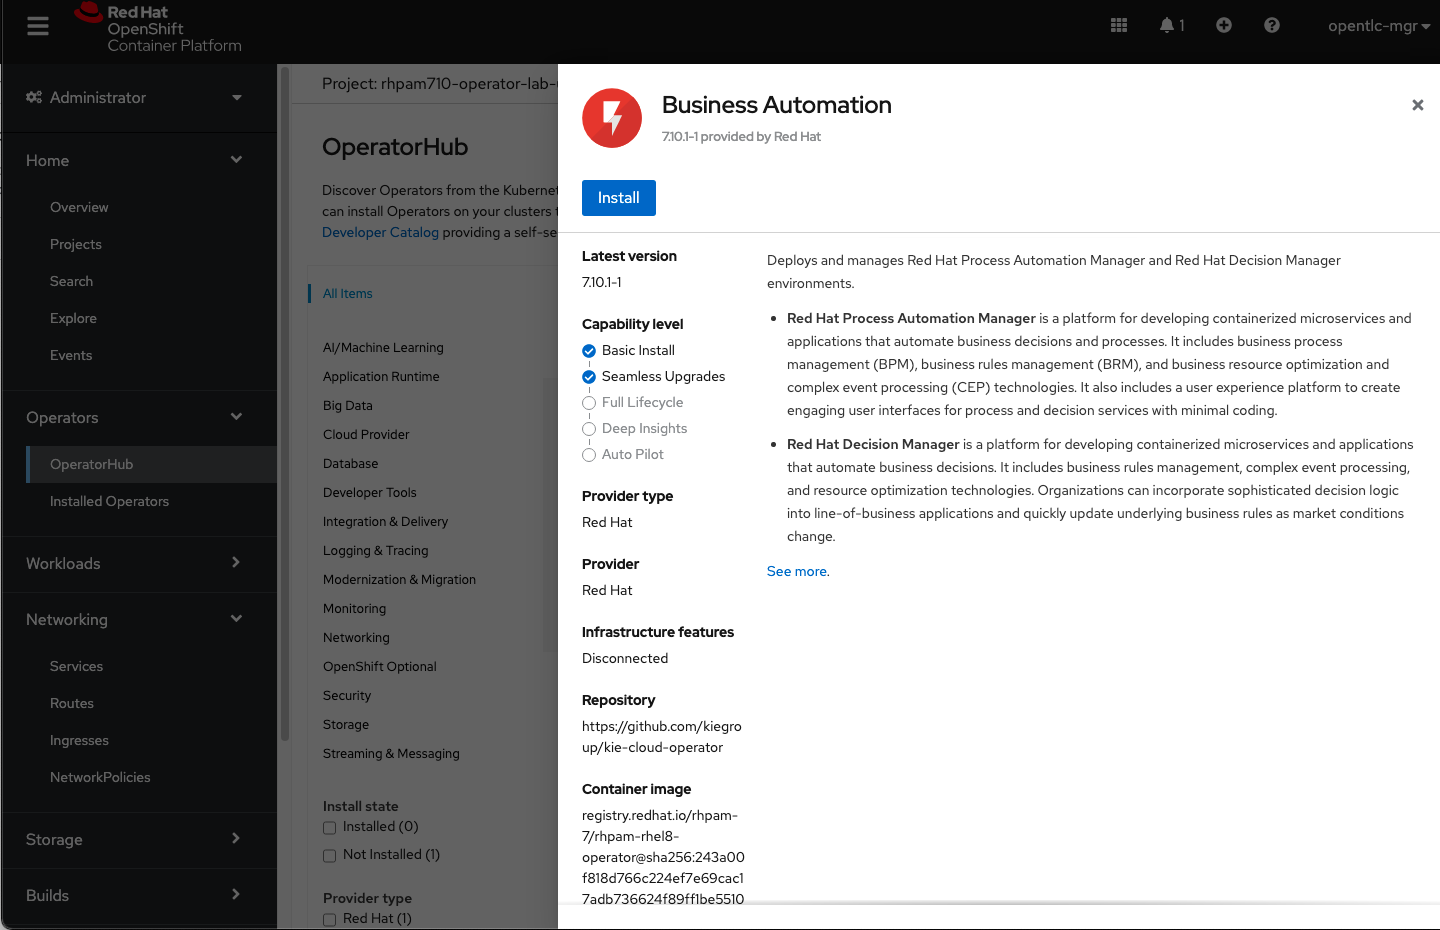 Red Hat
OpenShift
Container Platform
1
opentlc-mgr
Administrator
Home
Overview
Projects
Search
Explore
Events
Operators
OperatorHub
Installed Operators
Workloads
Networking
Services
Routes
Ingresses
NetworkPolicies
Storage
Builds
Project: rhpam710-operator-lab-
OperatorHub
Discover Operators from the Kubernet
can install Operators on your clusters t
Developer Catalog providing a self-se
All Items
AI/Machine Learning
Application Runtime
Big Data
Cloud Provider
Database
Developer Tools
Integration & Delivery
Logging & Tracing
Modernization & Migration
Monitoring
Networking
OpenShift Optional
Security
Storage
Streaming & Messaging
Install state
Installed (0)
Not Installed (1)
Provider type
Red Hat (1)
Business Automation
7.10.1-1 provided by Red Hat
Install
Latest version
7.10.1-1
Capability level
Basic Install
Seamless Upgrades
Full Lifecycle
Deep Insights
Auto Pilot
Provider type
Red Hat
Provider
Red Hat
Infrastructure features
Disconnected
Repository
https://github.com/kiegro
up/kie-cloud-operator
Container image
registry.redhat.io/rhpam-
7/rhpam-rhel8-
operator@sha256:243a00
f818d766c224ef7e69cac1
7adb736624f89ff1be5510
Deploys and manages Red Hat Process Automation Manager and Red Hat Decision Manager
environments.
• Red Hat Process Automation Manager is a platform for developing containerized microservices and
applications that automate business decisions and processes. It includes business process
management (BPM), business rules management (BRM), and business resource optimization and
complex event processing (CEP) technologies. It also includes a user experience platform to create
engaging user interfaces for process and decision services with minimal coding.
• Red Hat Decision Manager is a platform for developing containerized microservices and applications
that automate business decisions. It includes business rules management, complex event processing,
and resource optimization technologies. Organizations can incorporate sophisticated decision logic
into line-of-business applications and quickly update underlying business rules as market conditions
change.
See more.